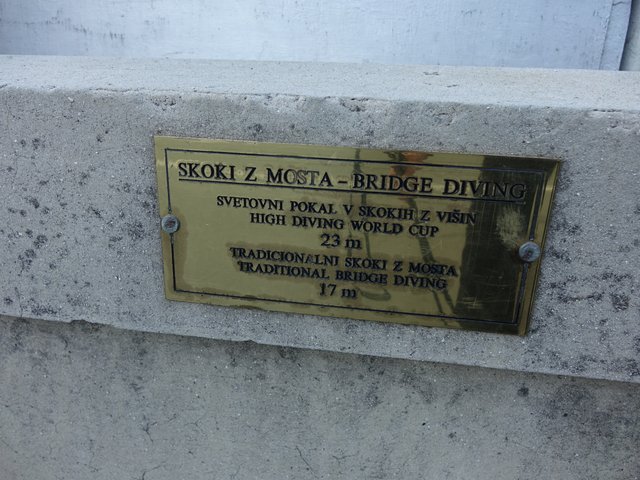 SKOKI Z MOSTA – BRIDGE DIVING
SVETOVNI POKAL V SKOKIH Z VIŠIN
HIGH DIVING WORLD CUP
23 m
TRADICIONALNI SKOKI Z MOSTA
TRADITIONAL BRIDGE DIVING
17 m